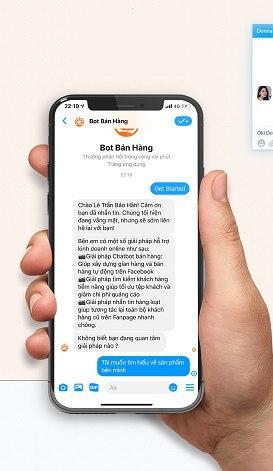 Donna
22:19
4G
Bot Bán Hàng
Bot Bán Hàng
Thường phản hồi trong vòng vài phút
Trang ứng dụng
22:19
Get Started
Chào Lê Trần Bảo Hân! Cám ơn
bạn đã nhắn tin. Chúng tôi hiện
đang vắng mặt, nhưng sẽ sớm liên
hệ lại với bạn!
Bên em có một số giải pháp hỗ trợ
kinh doanh online như sau:
Giải pháp Chatbot bán hàng:
Giúp xây dựng gian hàng và bán
hàng tự động trên Facebook
Giải pháp tìm kiếm khách hàng
tiềm năng giúp tối ưu tệp khách và
giảm chi phí quảng cáo
Giải pháp nhắn tin hàng loạt
giúp tương tác lại toàn bộ khách
hàng cũ trên Fanpage nhanh
chóng.
Không biết bạn đang quan tâm
giải pháp nào ?
Tôi muốn tìm hiểu về sản phẩm
bên mình
GIF
Aa